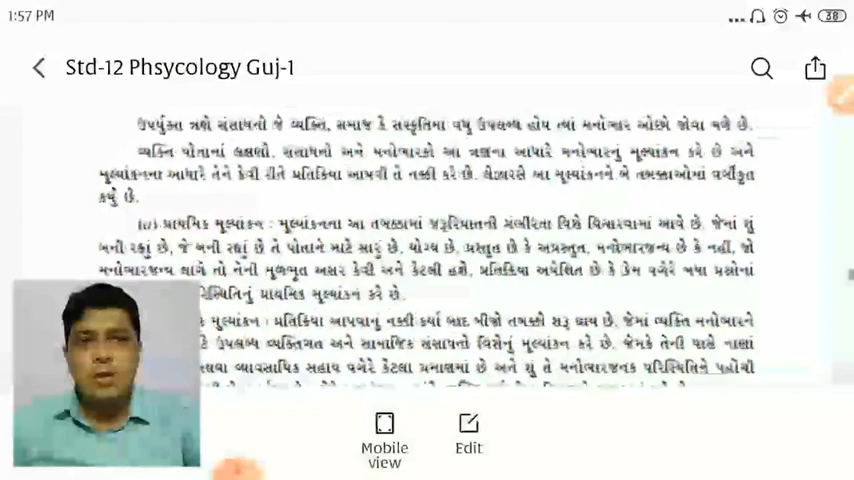 1:57 PM
38
Std-12 Phsycology Guj-1
ઉપર્યુક્ત ત્રણે સંસાધનો જે વ્યક્તિ, સમાજ કે સંસ્કૃતિમાં વધુ ઉપલબ્ધ હોય ત્યાં મનોભાર ઓછો જોવા મળે છે.
વ્યક્તિ પોતાનાં લક્ષણો, સંસાધનો અને મનોભારકો આ ત્રણના આધારે મનોભારનું મૂલ્યાંકન કરે છે અને
મૂલ્યાંકનના આધારે તેને કેવી રીતે પ્રતિક્રિયા આપવી તે નક્કી કરે છે. લેઝારસે આ મૂલ્યાંકનને બે તબક્કાઓમાં વર્ગીકૃત
કર્યું છે.
પ્રાથમિક મૂલ્યાંકન : મૂલ્યાંકનના આ તબક્કામાં જરૂરિયાતની ગંભીરતા વિશે વિચારવામાં આવે છે. જેમાં શું
બની રહ્યું છે, જે બની રહ્યું છે તે પોતાને માટે સારું છે, યોગ્ય છે, પ્રસ્તુત છે કે અપ્રસ્તુત, મનોભારજન્ય છે કે નહીં, જો
મનોભારજન્ય લાગે તો તેની મૂળભૂત અસર કેવી અને કેટલી હશે, પ્રતિક્રિયા અપેક્ષિત છે કે કેમ વગેરે બધા પ્રશ્નોનાં
રિસ્થિતિનું પ્રાથમિક મૂલ્યાંકન કરે છે.
મુલ્યાંકન : પ્રતિક્રિયા આપવાનું નક્કી કર્યા બાદ બીજો તબક્કો શરૂ થાય છે, જેમાં વ્યક્તિ મનોભારને
ટે ઉપલબ્ધ વ્યક્તિગત અને સામાજિક સંસાધનો વિશેનું મૂલ્યાંકન કરે છે. જેમકે તેની પાસે નાણાં
વ્યાવસાયિક સહાય વગેરે કેટલા પ્રમાણમાં છે અને શું તે મનોભારજનક પરિસ્થિતિને પહોંચી
Mobile view
Edit